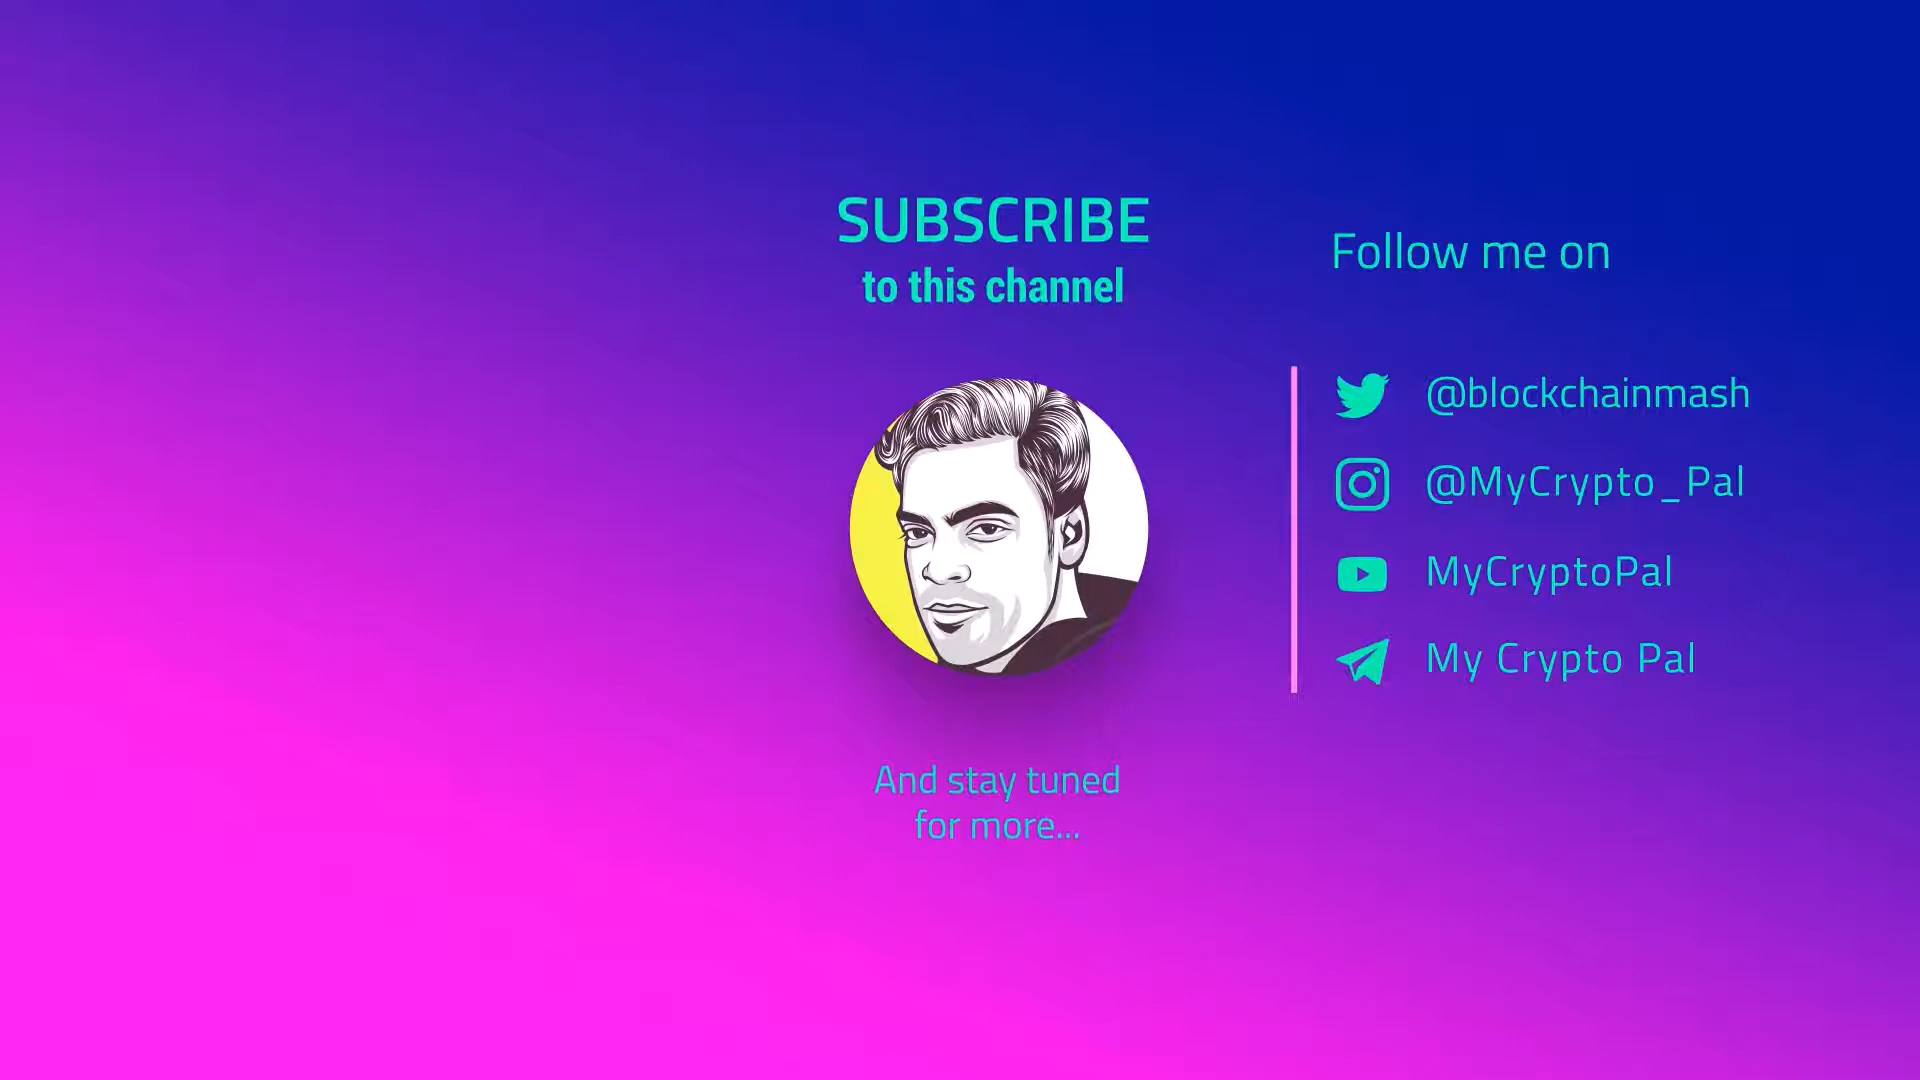 SUBSCRIBE
to this channel
And stay tuned
for more...
Follow me on
@blockchainmash
@MyCrypto_Pal
MyCryptoPal
My Crypto Pal